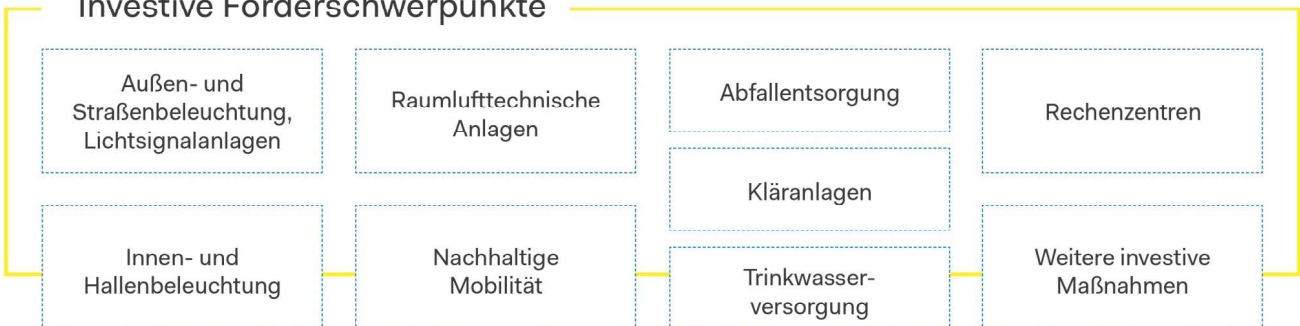 Investive Förderschwerpunkte
Außen- und
Straßenbeleuchtung,
Lichtsignalanlagen
Raumlufttechnische
Anlagen
Abfallentsorgung
Rechenzentren
Kläranlagen
Innen- und
Hallenbeleuchtung
Nachhaltige
Mobilität
Trinkwasser-
versorgung
Weitere investive
Maßnahmen